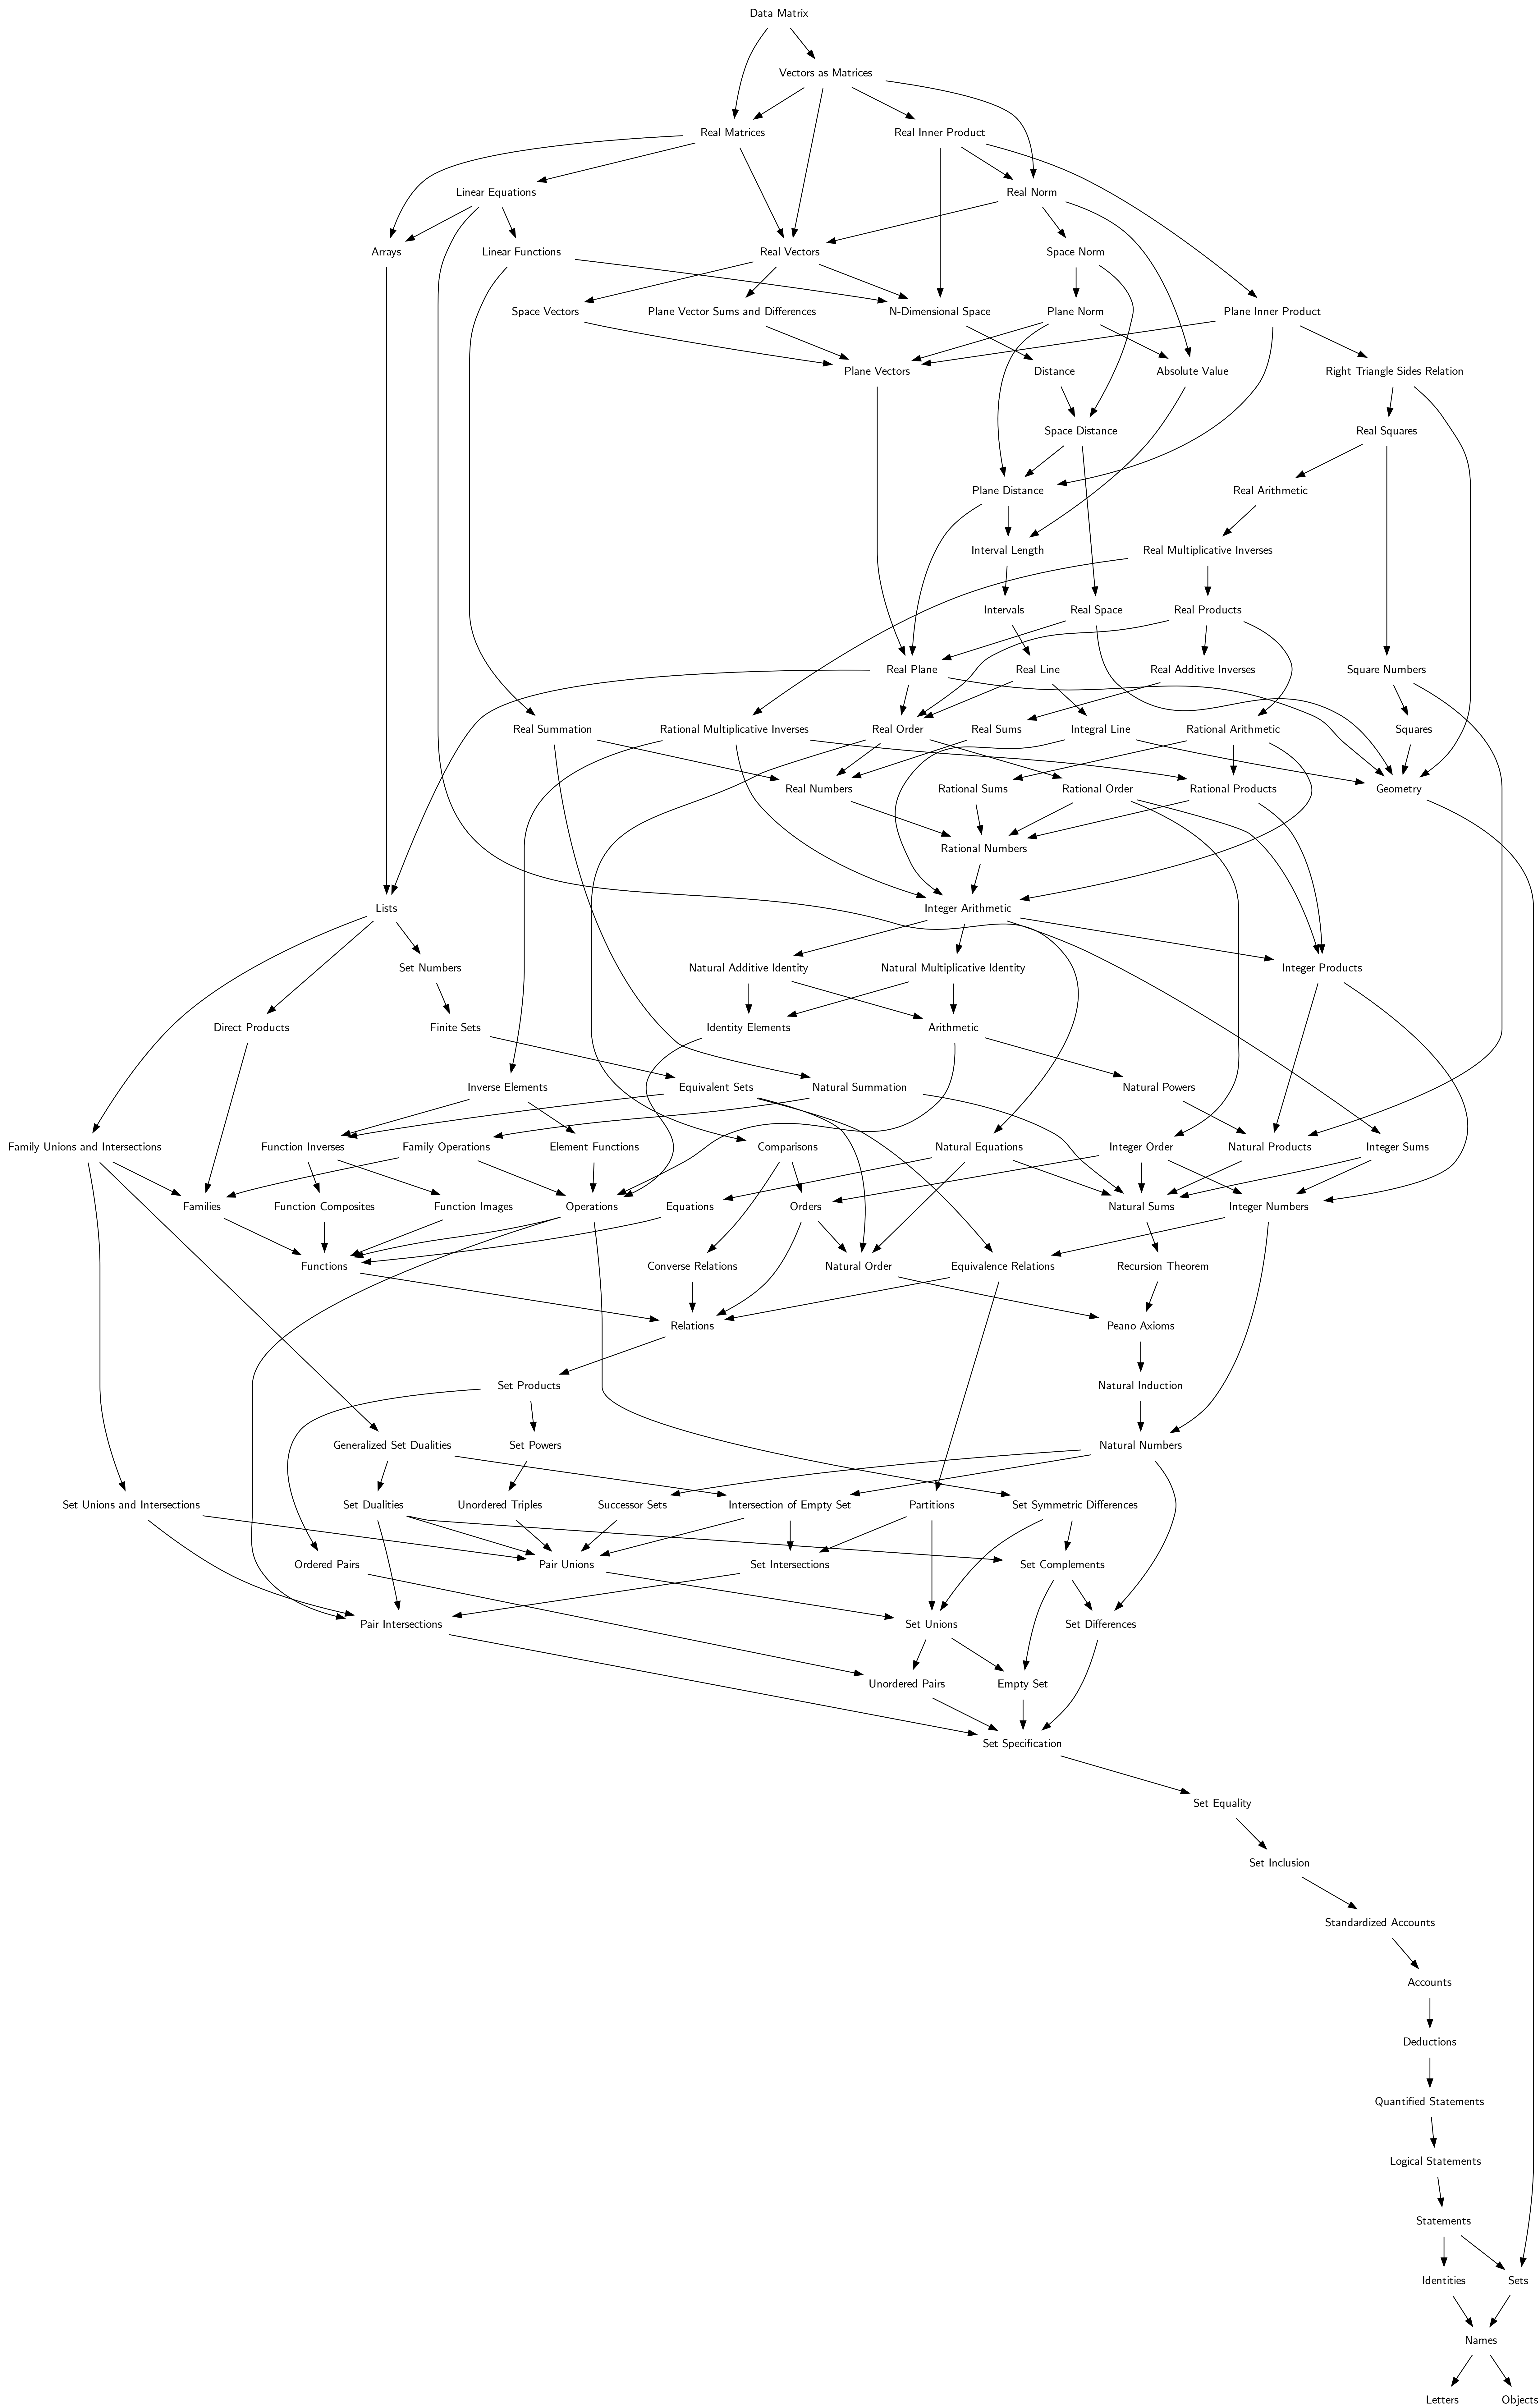 Data Matrix
Vectors as Matrices
Real Matrices
Real Inner Product
Linear Equations
Real Norm
Arrays
Linear Functions
Real Vectors
Space Norm
Space Vectors
Plane Vector Sums and Differences
N-Dimensional Space
Plane Norm
Plane Inner Product
Plane Vectors
Distance
Absolute Value
Right Triangle Sides Relation
Space Distance
Real Squares
Plane Distance
Real Arithmetic
Interval Length
Real Multiplicative Inverses
Intervals
Real Space
Real Products
Real Plane
Real Line
Real Additive Inverses
Square Numbers
Real Summation
Rational Multiplicative Inverses
Real Order
Real Sums
Integral Line
Rational Arithmetic
Squares
Real Numbers
Rational Sums
Rational Order
Rational Products
Geometry
Rational Numbers
Lists
Integer Arithmetic
Set Numbers
Natural Additive Identity
Natural Multiplicative Identity
Integer Products
Direct Products
Finite Sets
Identity Elements
Arithmetic
Inverse Elements
Equivalent Sets
Natural Summation
Natural Powers
Family Unions and Intersections
Function Inverses
Family Operations
Element Functions
Comparisons
Natural Equations
Integer Order
Natural Products
Integer Sums
Families
Function Composites
Function Images
Operations
Equations
Orders
Natural Sums
Integer Numbers
Functions
Converse Relations
Natural Order
Equivalence Relations
Recursion Theorem
Relations
Peano Axioms
Set Products
Natural Induction
Generalized Set Dualities
Set Powers
Natural Numbers
Set Unions and Intersections
Set Dualities
Unordered Triples
Successor Sets
Intersection of Empty Set
Partitions
Set Symmetric Differences
Ordered Pairs
Pair Unions
Set Intersections
Set Complements
Pair Intersections
Set Unions
Set Differences
Unordered Pairs
Empty Set
Set Specification
Set Equality
Set Inclusion
Standardized Accounts
Accounts
Deductions
Quantified Statements
Logical Statements
Statements
Identities
Sets
Names
Letters
Objects